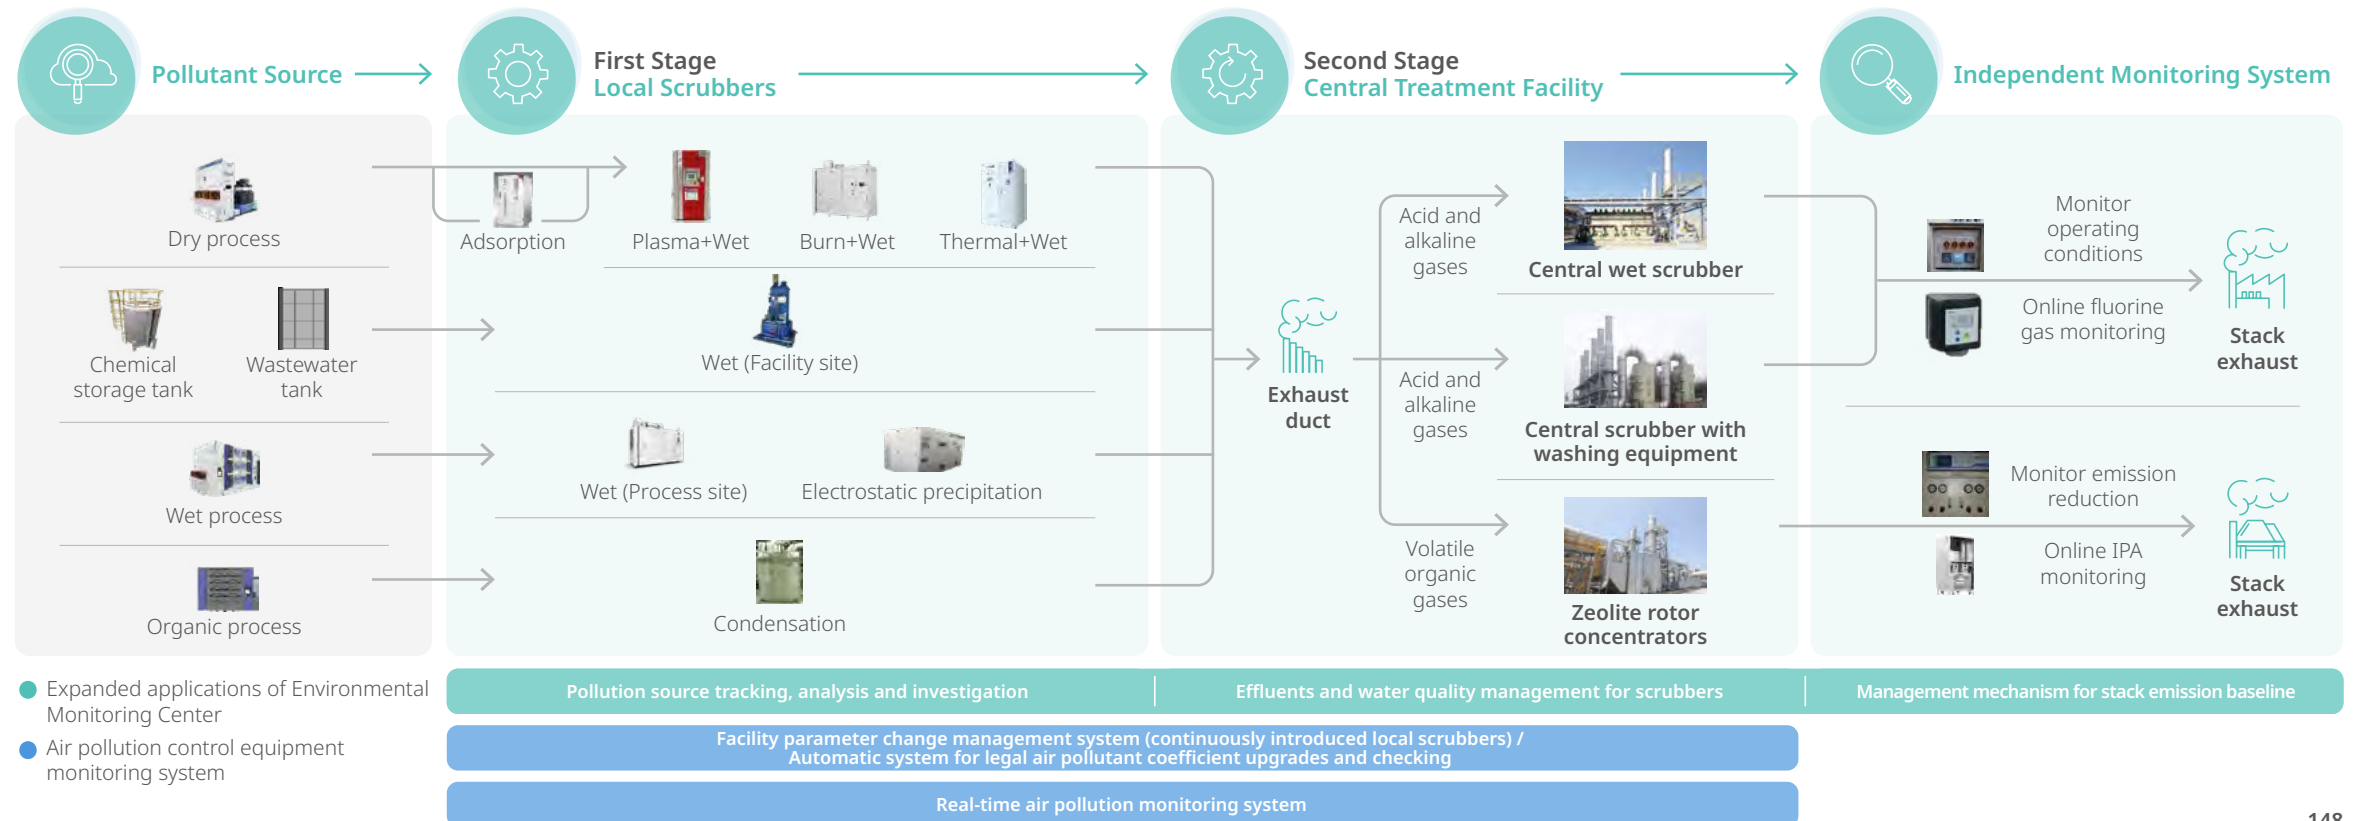 Pollutant Source
First Stage
Local Scrubbers
Second Stage
Central Treatment Facility
Independent Monitoring System
Dry process
Chemical
storage tank
Wastewater
tank
Wet process
Organic process
Adsorption
Plasma+Wet
Burn+Wet
Thermal+Wet
Wet (Facility site)
Wet (Process site)
Electrostatic precipitation
Condensation
Exhaust
duct
Acid and
alkaline
gases
Acid and
alkaline
gases
Volatile
organic
gases
Central wet scrubber
Central scrubber with
washing equipment
Zeolite rotor
concentrators
Monitor
operating
conditions
Online fluorine
gas monitoring
Stack
exhaust
Monitor emission
reduction
Online IPA
monitoring
Stack
exhaust
Expanded applications of Environmental
Monitoring Center
Air pollution control equipment
monitoring system
Pollution source tracking, analysis and investigation
Effluents and water quality management for scrubbers
Management mechanism for stack emission baseline
Facility parameter change management system (continuously introduced local scrubbers) /
Automatic system for legal air pollutant coefficient upgrades and checking
Real-time air pollution monitoring system
148